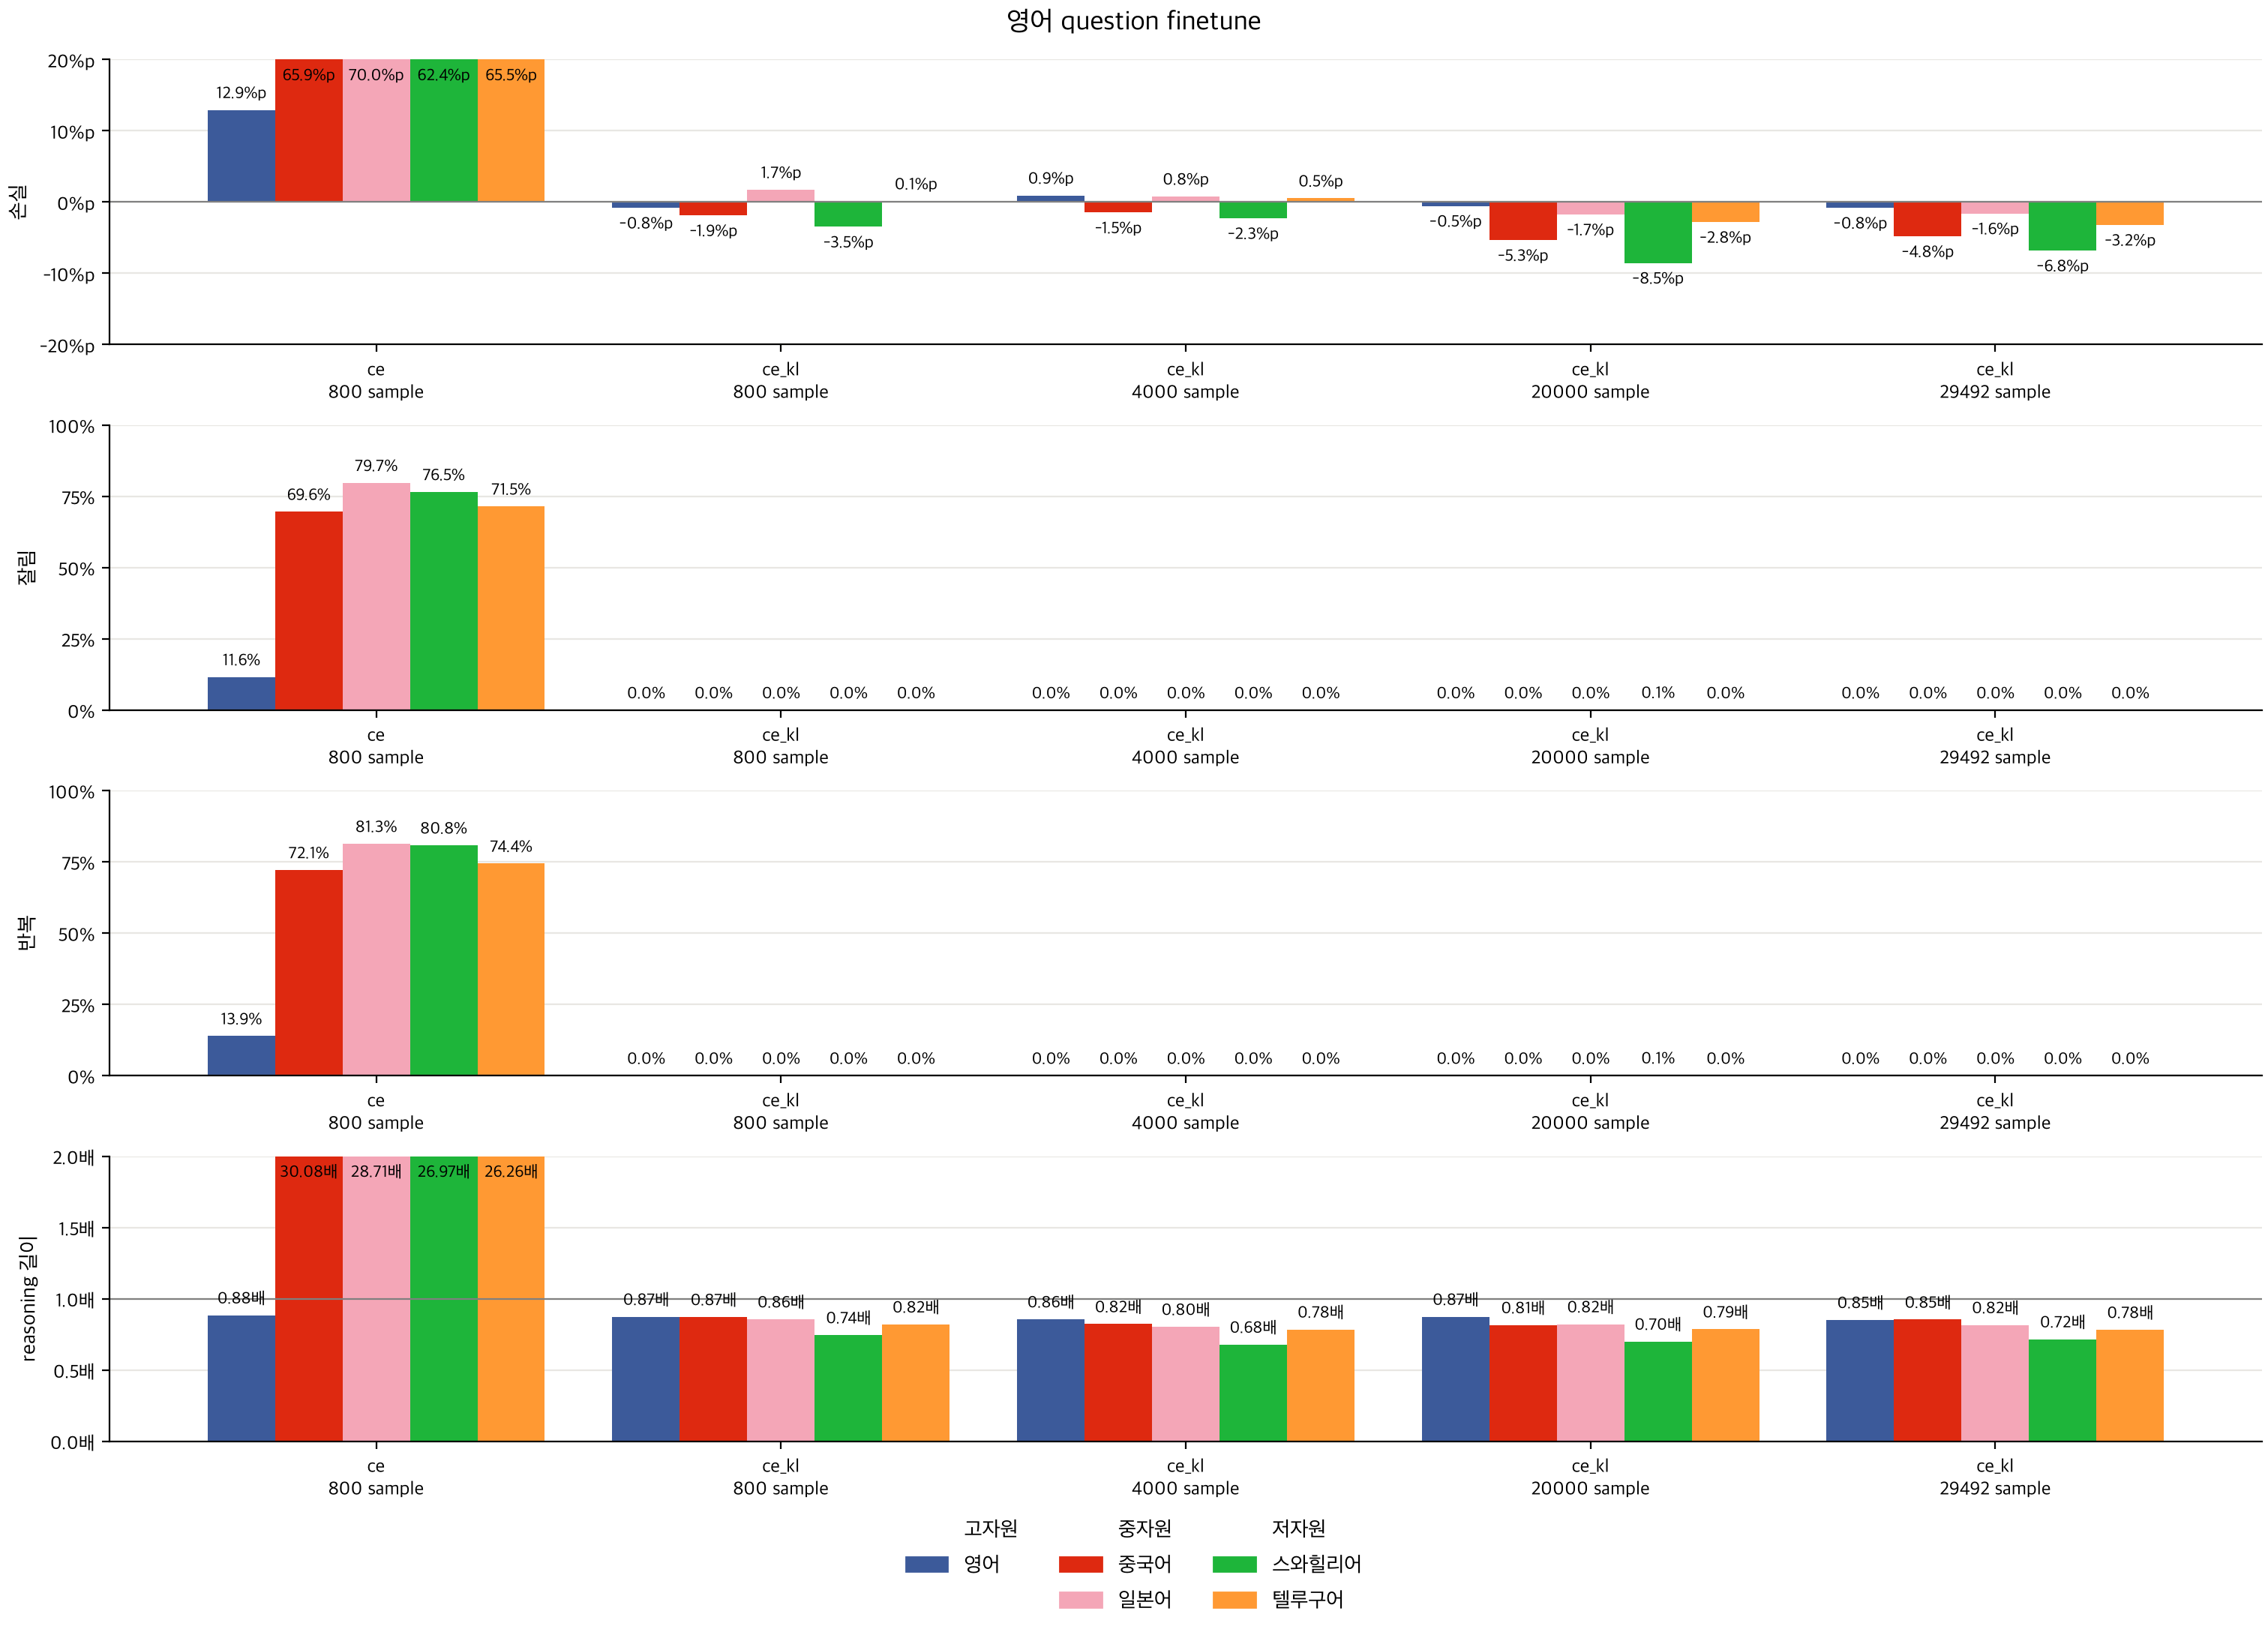 영어 question finetune
손실
20%p
10%p
0%p
-10%p
-20%p
12.9%p
65.9%p
70.0%p
62.4%p
65.5%p
-0.8%p
-1.9%p
1.7%p
-3.5%p
0.1%p
0.9%p
-1.5%p
0.8%p
-2.3%p
0.5%p
-0.5%p
-5.3%p
-1.7%p
-8.5%p
-2.8%p
-0.8%p
-4.8%p
-1.6%p
-6.8%p
-3.2%p
ce
800 sample
ce_kl
800 sample
ce_kl
4000 sample
ce_kl
20000 sample
ce_kl
29492 sample
잘림
100%
75%
50%
25%
0%
11.6%
69.6%
79.7%
76.5%
71.5%
0.0%
0.0%
0.0%
0.0%
0.0%
0.0%
0.0%
0.0%
0.0%
0.0%
0.0%
0.0%
0.0%
0.1%
0.0%
0.0%
0.0%
0.0%
0.0%
0.0%
ce
800 sample
ce_kl
800 sample
ce_kl
4000 sample
ce_kl
20000 sample
ce_kl
29492 sample
반복
100%
75%
50%
25%
0%
13.9%
72.1%
81.3%
80.8%
74.4%
0.0%
0.0%
0.0%
0.0%
0.0%
0.0%
0.0%
0.0%
0.0%
0.0%
0.0%
0.0%
0.0%
0.1%
0.0%
0.0%
0.0%
0.0%
0.0%
0.0%
ce
800 sample
ce_kl
800 sample
ce_kl
4000 sample
ce_kl
20000 sample
ce_kl
29492 sample
reasoning 길이
2.0배
1.5배
1.0배
0.5배
0.0배
0.88배
30.08배
28.71배
26.97배
26.26배
0.87배
0.87배
0.86배
0.74배
0.82배
0.86배
0.82배
0.80배
0.68배
0.78배
0.87배
0.81배
0.82배
0.70배
0.79배
0.85배
0.85배
0.82배
0.72배
0.78배
ce
800 sample
ce_kl
800 sample
ce_kl
4000 sample
ce_kl
20000 sample
ce_kl
29492 sample
고자원
영어
중자원
중국어
일본어
저자원
스와힐리어
텔루구어